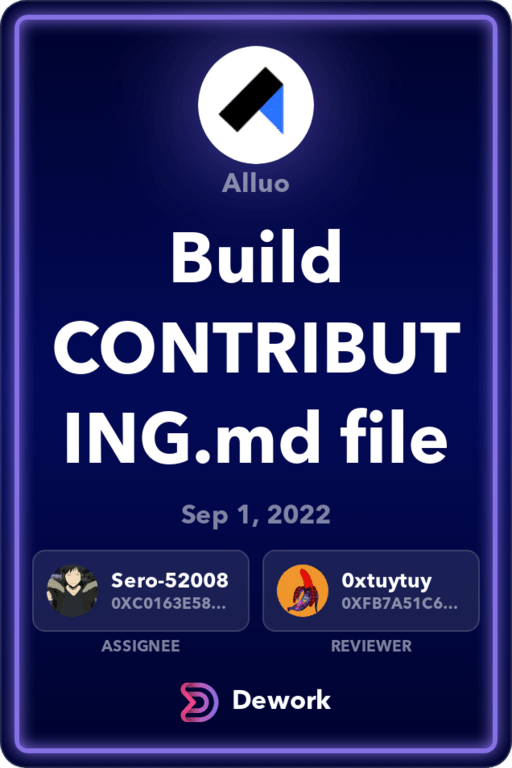 Alluo
Build
CONTRIBUT
ING.md file
Sep 1, 2022
Sero-52008
0XC0163E58...
ASSIGNEE
0xtuytuy
0XFB7A51C6...
REVIEWER
Dework